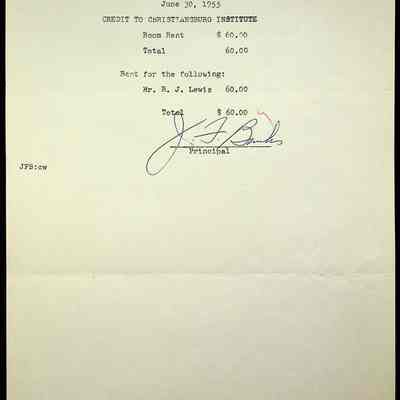 June 30, 1955
CREDIT TO ChRISTIANSBURG INSTITUTE
Room Rent $ 60.00
Total 60.00
Rent for the following:
Mr. R. J. Lewis 60.00
Total $ 60.00
J. F. Banks
Principal
JFB:cw